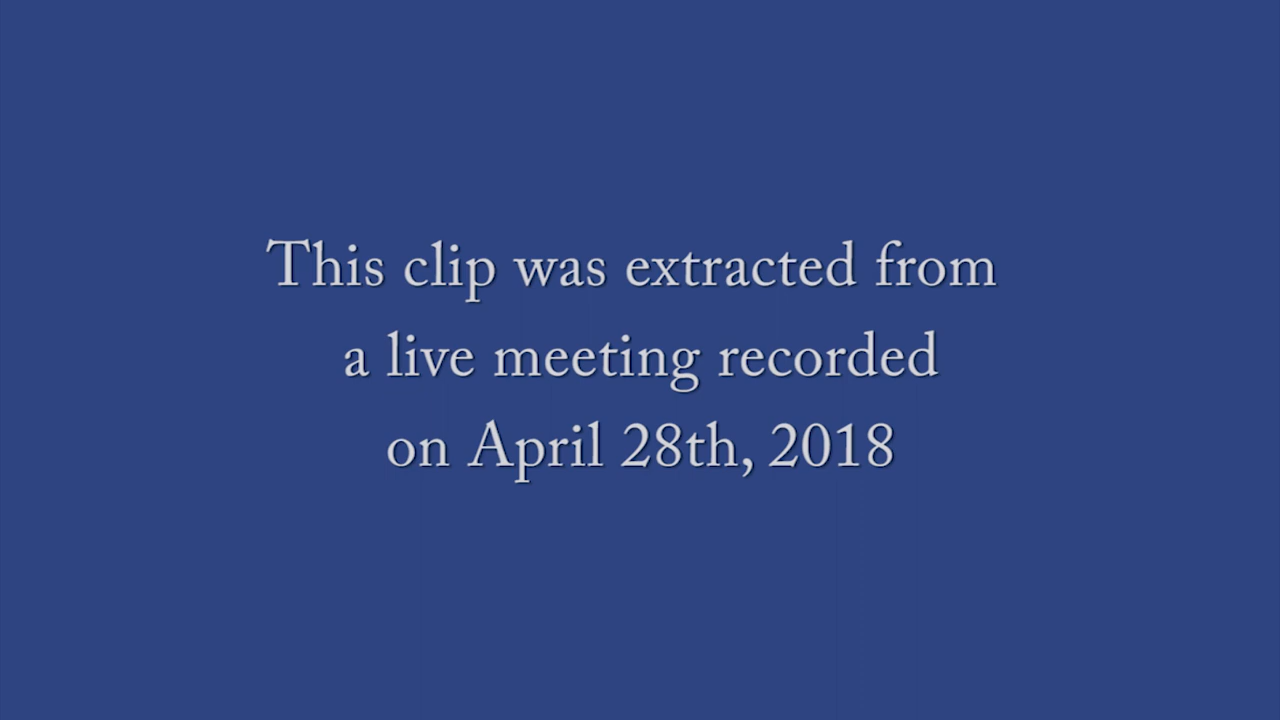 This clip was extracted from
a live meeting recorded
on April 28th, 2018